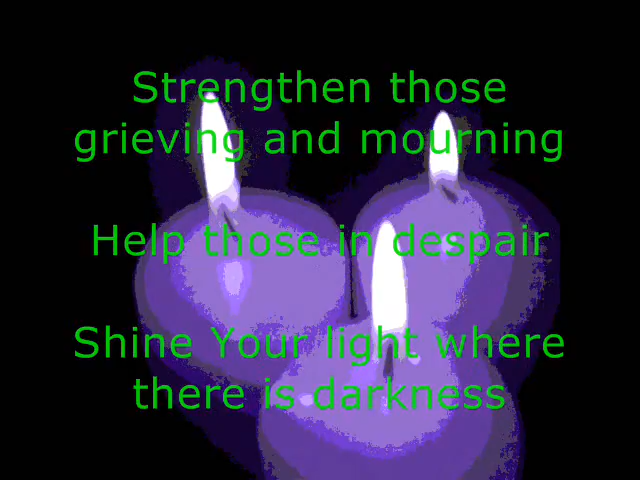 Strengthen those
grieving and mourning
Help those in despair
Shine Your light where
there is darkness